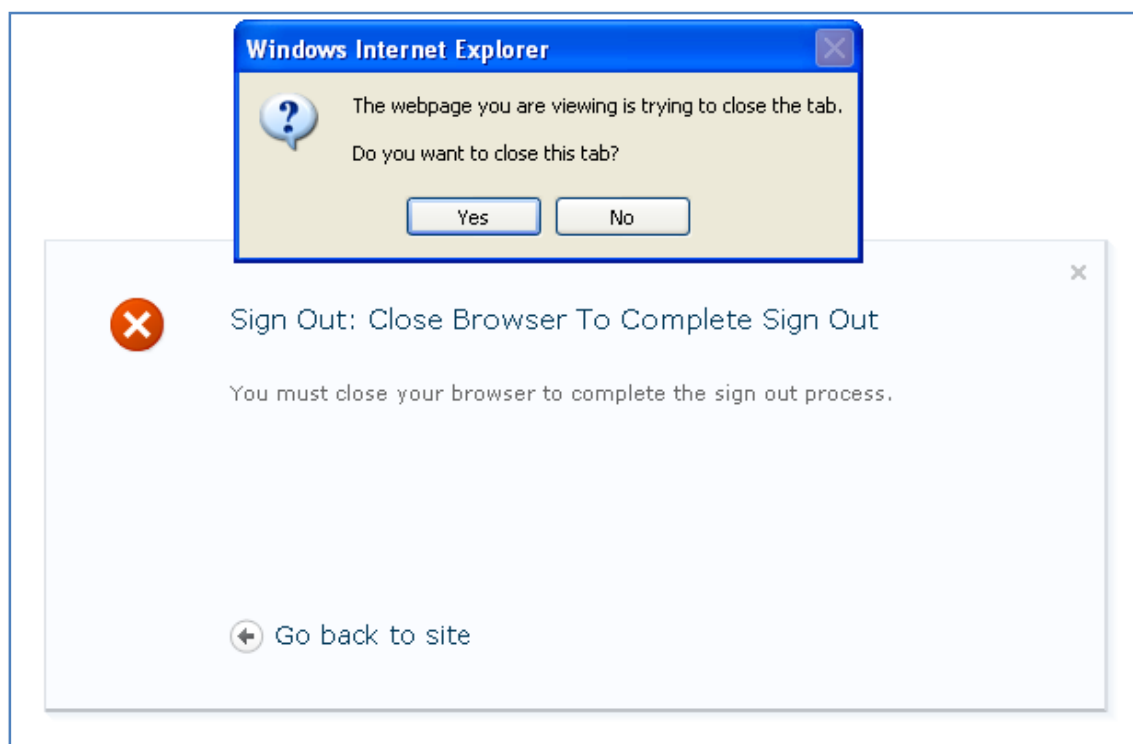 Windows Internet Explorer
The webpage you are viewing is trying to close the tab.
Do you want to close this tab?
Yes No
Sign Out: Close Browser To Complete Sign Out
You must close your browser to complete the sign out process.
Go back to site